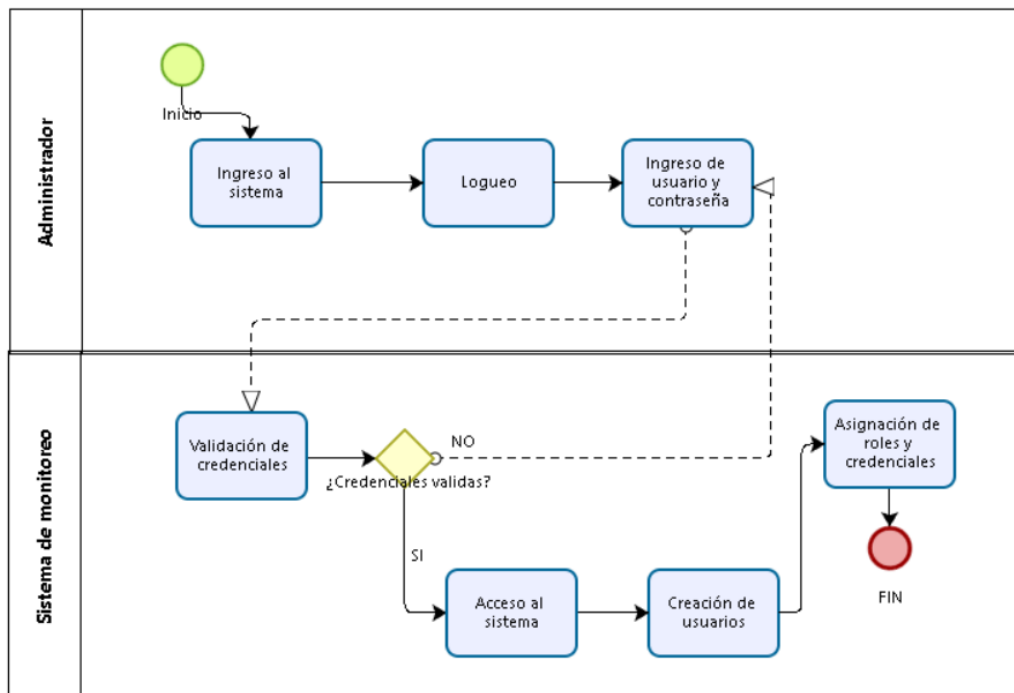 Administrador
Inicio
Ingreso al
sistema
Logueo
Ingreso de
usuario y
contraseña
Sistema de monitoreo
Validación de
credenciales
¿Credenciales validas?
NO
SI
Acceso al
sistema
Creación de
usuarios
Asignación de
roles y
credenciales
FIN